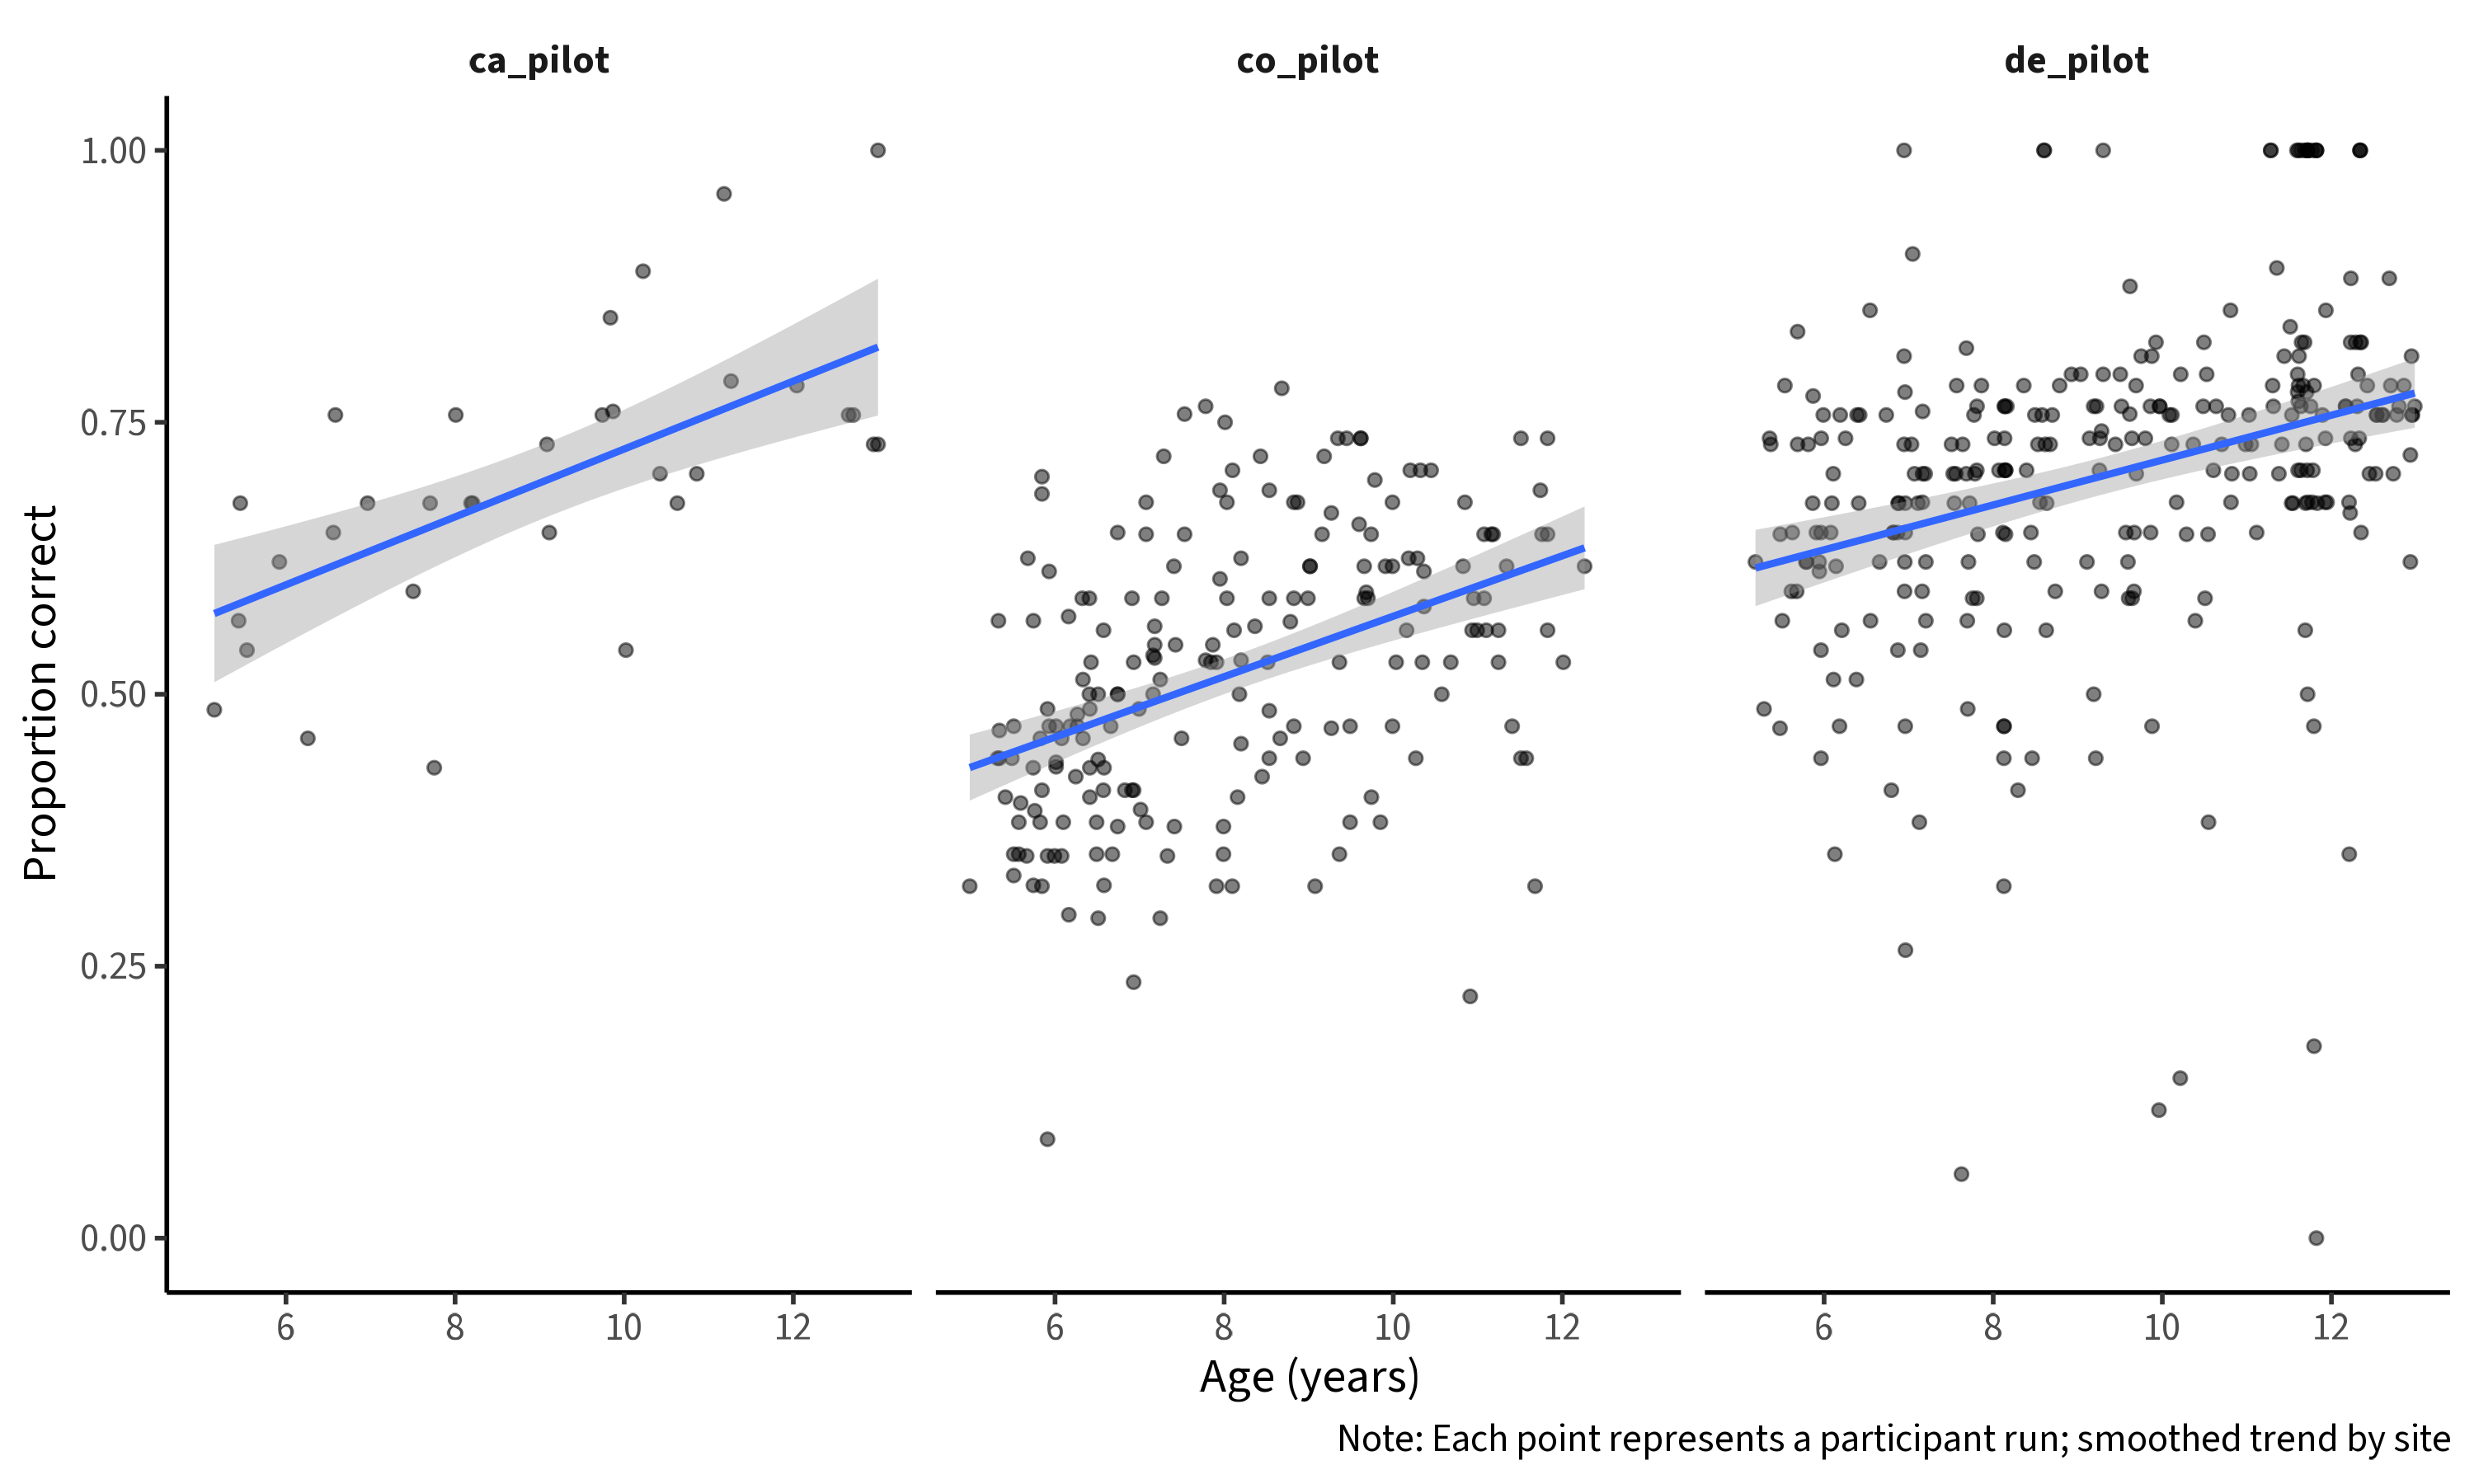 ca_pilot co_pilot de_pilot
Proportion correct
1.00
0.75
0.50
0.25
0.00
6 8 10 12 6 8 10 12 6 8 10 12
Age (years)
Note: Each point represents a participant run; smoothed trend by site